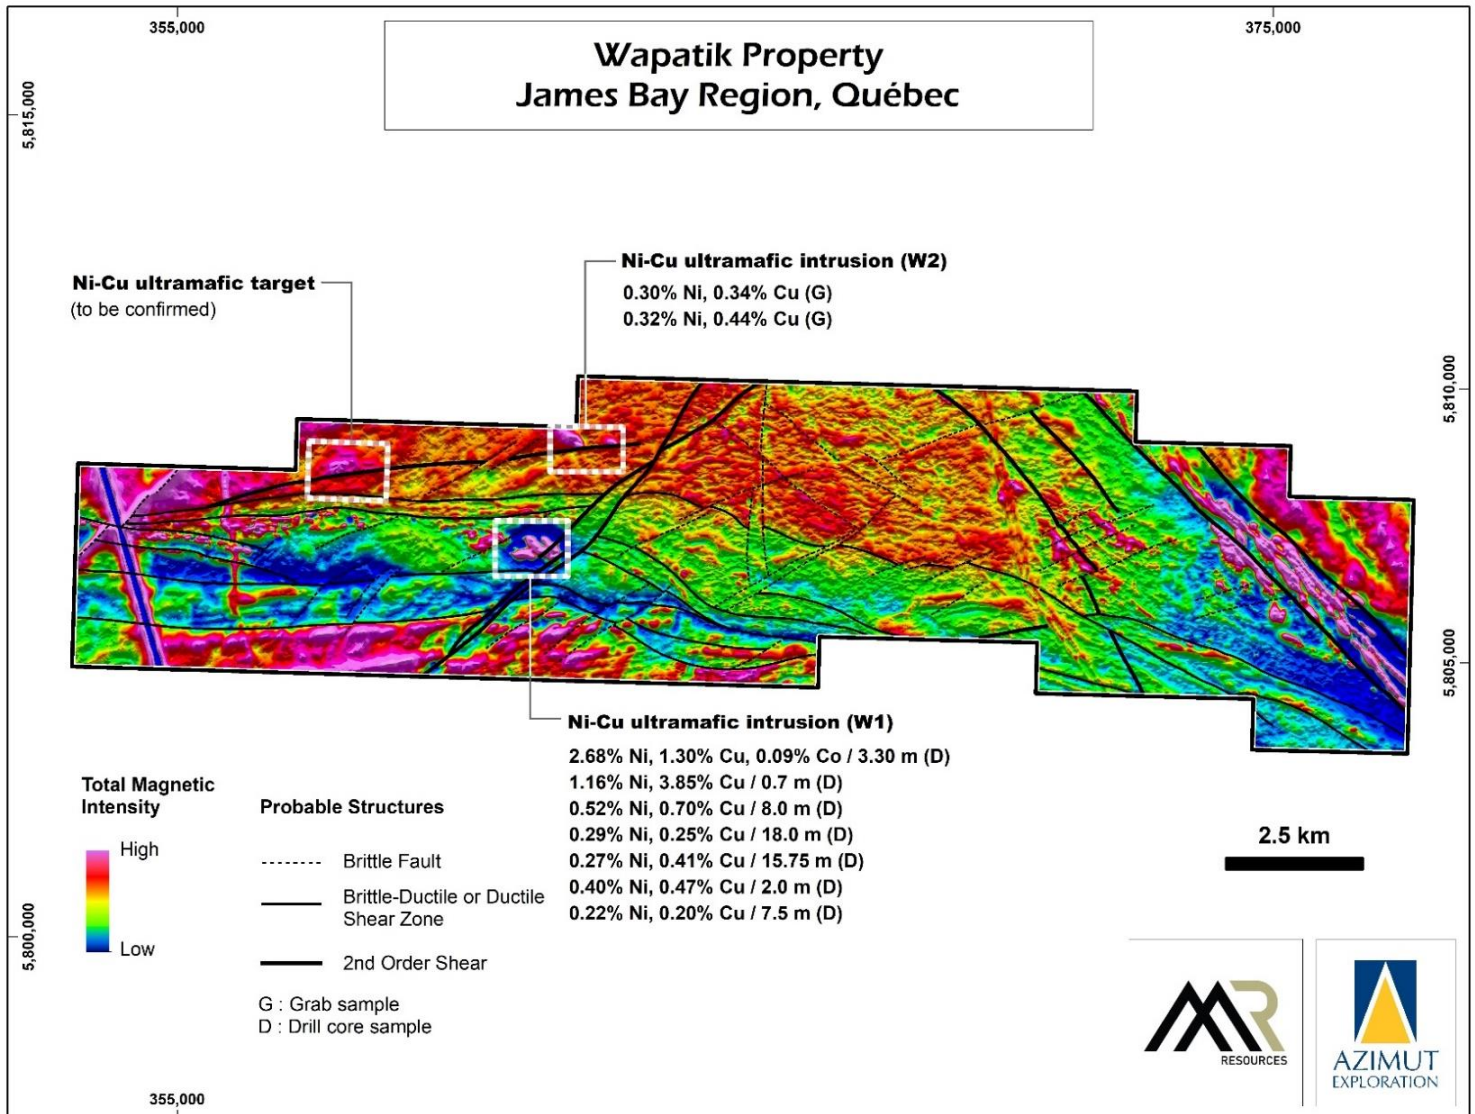 355,000
375,000
Wapatik Property
James Bay Region, Québec
5,815,000
Ni-Cu ultramafic intrusion (W2)
0.30% Ni, 0.34% Cu (G)
0.32% Ni, 0.44% Cu (G)
Ni-Cu ultramafic target
(to be confirmed)
5,810,000
5,805,000
Ni-Cu ultramafic intrusion (W1)
2.68% Ni, 1.30% Cu, 0.09% Co / 3.30 m (D)
1.16% Ni, 3.85% Cu / 0.7 m (D)
0.52% Ni, 0.70% Cu / 8.0 m (D)
0.29% Ni, 0.25% Cu / 18.0 m (D)
0.27% Ni, 0.41% Cu / 15.75 m (D)
0.40% Ni, 0.47% Cu / 2.0 m (D)
0.22% Ni, 0.20% Cu / 7.5 m (D)
Total Magnetic
Intensity
High
Low
Probable Structures
Brittle Fault
Brittle-Ductile or Ductile
Shear Zone
2nd Order Shear
G : Grab sample
D : Drill core sample
2.5 km
5,800,000
RESOURCES
AZIMUT
EXPLORATION
355,000